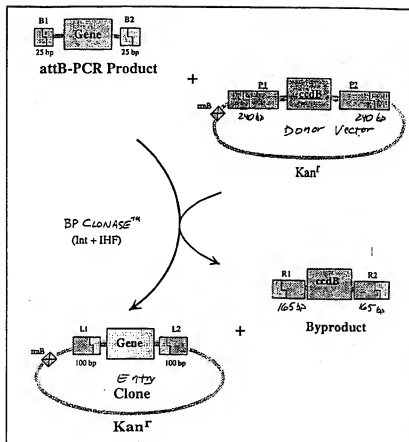 B1 B2
Gene
25 bp 25 bp
attB-PCR Product
+
P1 P2
ccdB
rrnB
240 bp 240 bp
Donor Vector
Kanr
BP CLONASE™
(Int + IHF)
R1 R2
ccdB
165 bp 165 bp
Byproduct
+
L1 L2
rrnB
Gene
100 bp 100 bp
Entry
Clone
Kanr